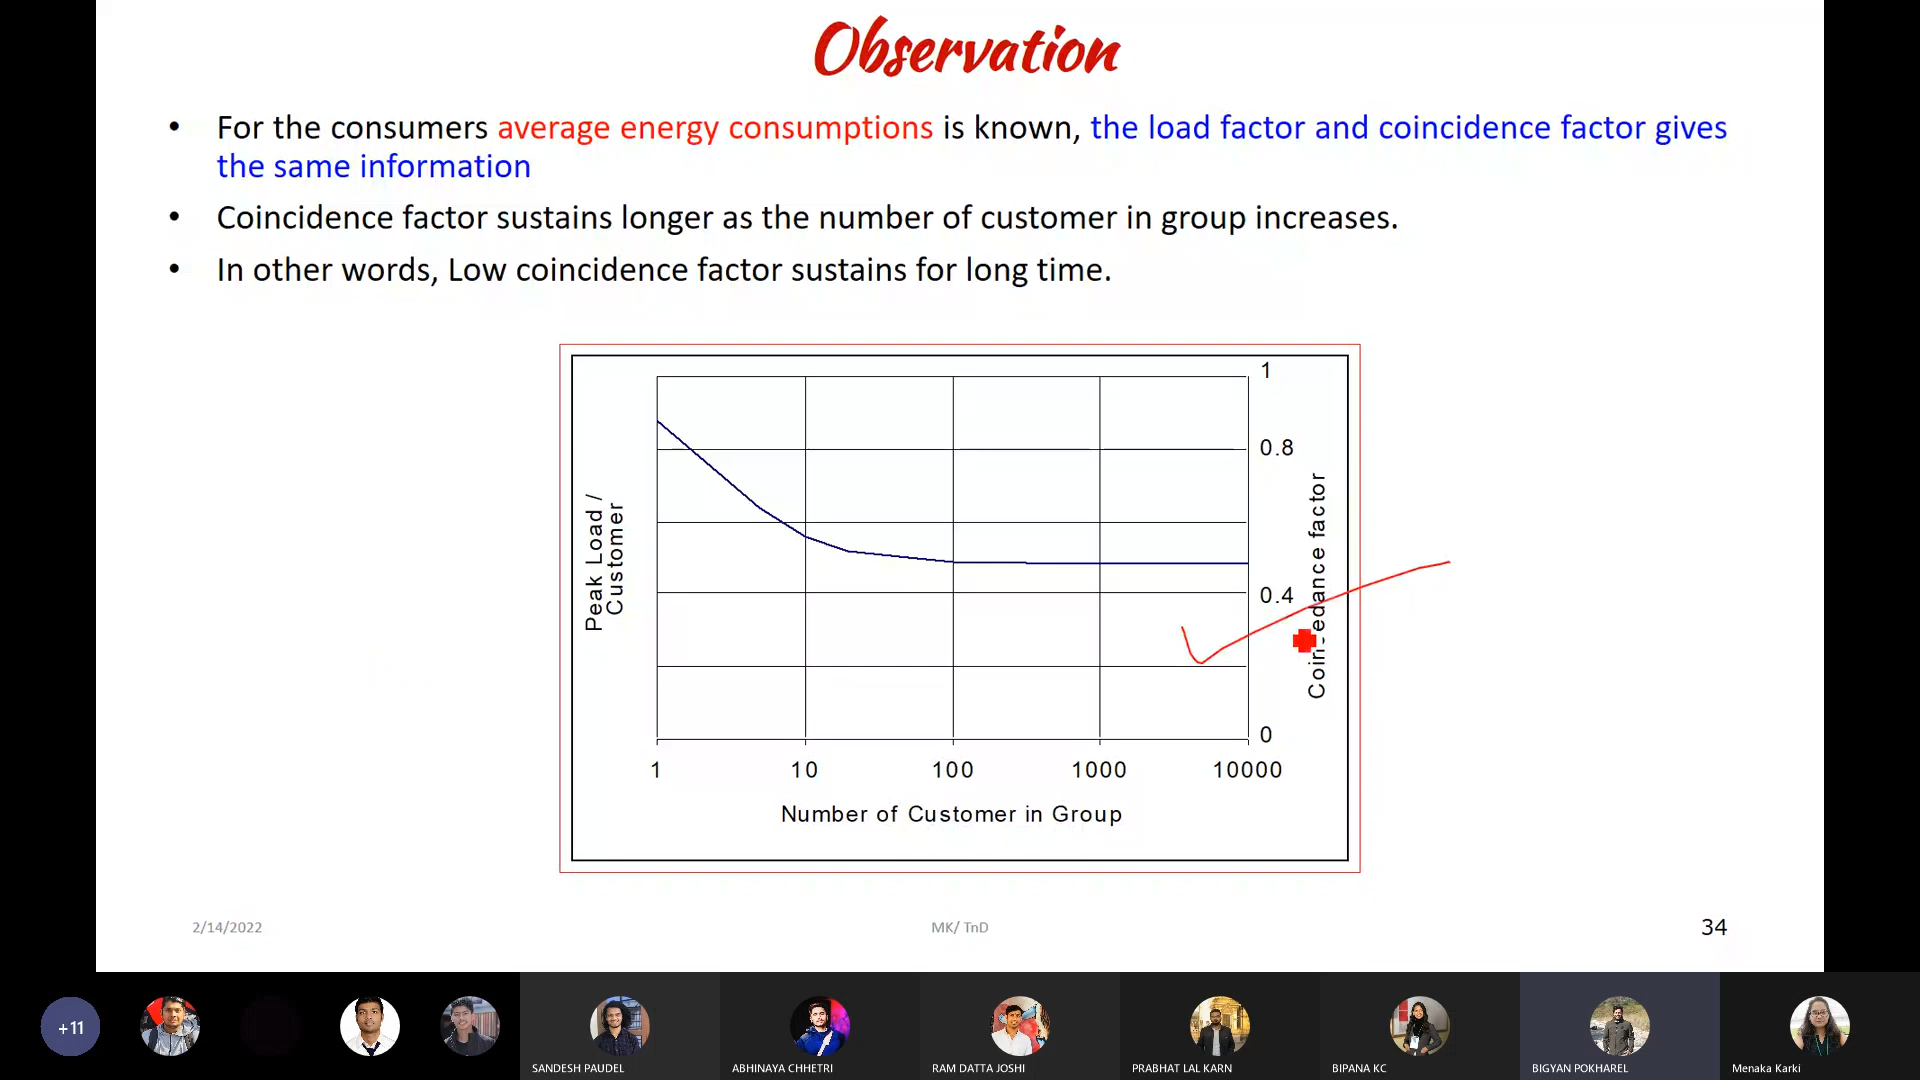 Observation
• For the consumers average energy consumptions is known, the load factor and coincidence factor gives
the same information
• Coincidence factor sustains longer as the number of customer in group increases.
• In other words, Low coincidence factor sustains for long time.
1
0.8
0.4
0
Peak Load /
Customer
1 10 100 1000 10000
Number of Customer in Group
factor
2/14/2022 MK/ TnD 34
+11
SANDESH PAUDEL ABHINAYA CHHETRI RAM DATTA JOSHI PRABHAT LAL KARN BIPANA KC BIGYAN POKHAREL Menaka Karki